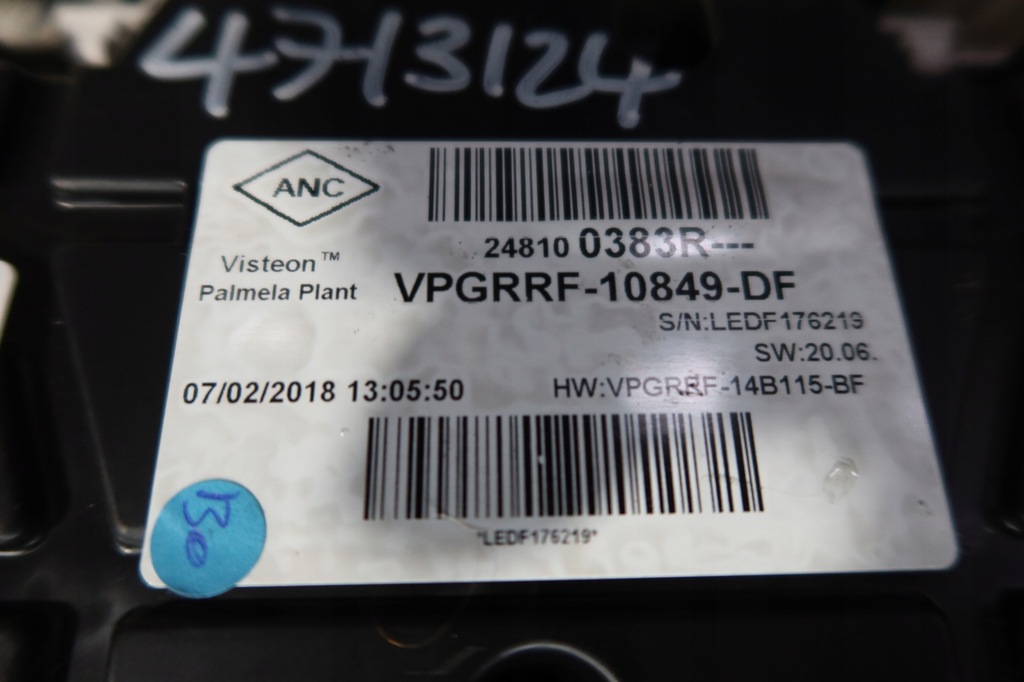 4713124
ANC
24810 0383R---
Visteon™
Palmela Plant
VPGRRF-10849-DF
S/N:LEDF176219
SW:20.06.
07/02/2018 13:05:50
HW:VPGRRF-14B115-BF
*LEDF176219*
130